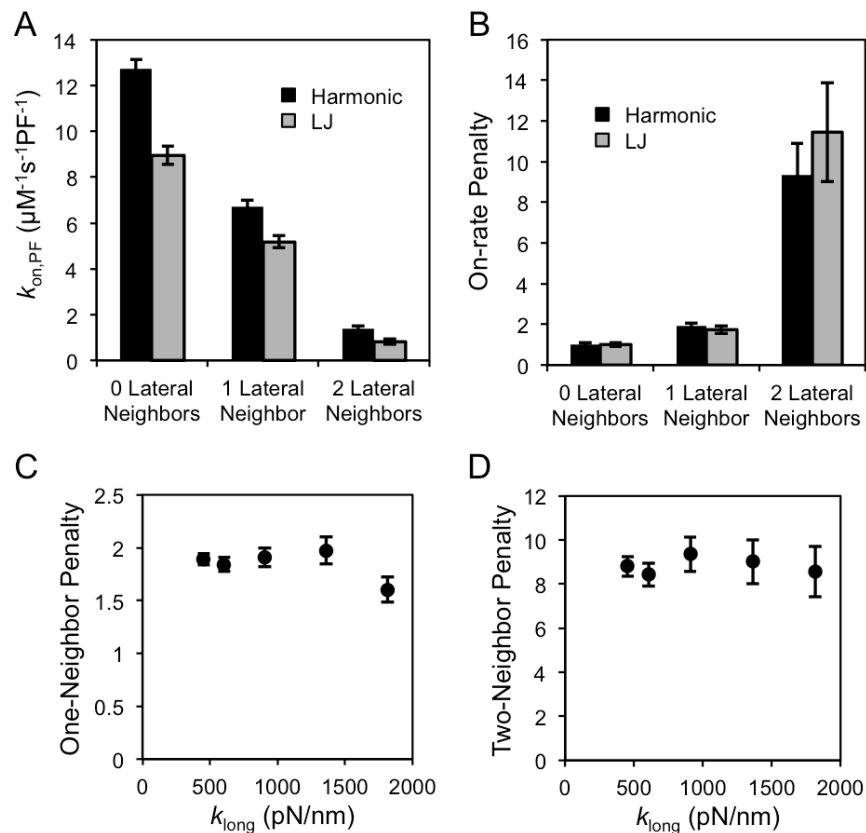 A
14
12
10
8
6
4
2
0
k_on,PF (µM⁻¹s⁻¹PF⁻¹)
Harmonic
LJ
0 Lateral
Neighbors
1 Lateral
Neighbor
2 Lateral
Neighbors
B
16
14
12
10
8
6
4
2
0
On-rate Penalty
Harmonic
LJ
0 Lateral
Neighbors
1 Lateral
Neighbor
2 Lateral
Neighbors
C
2.5
2
1.5
1
0.5
0
One-Neighbor Penalty
0 500 1000 1500 2000
k_long (pN/nm)
D
12
10
8
6
4
2
0
Two-Neighbor Penalty
0 500 1000 1500 2000
k_long (pN/nm)